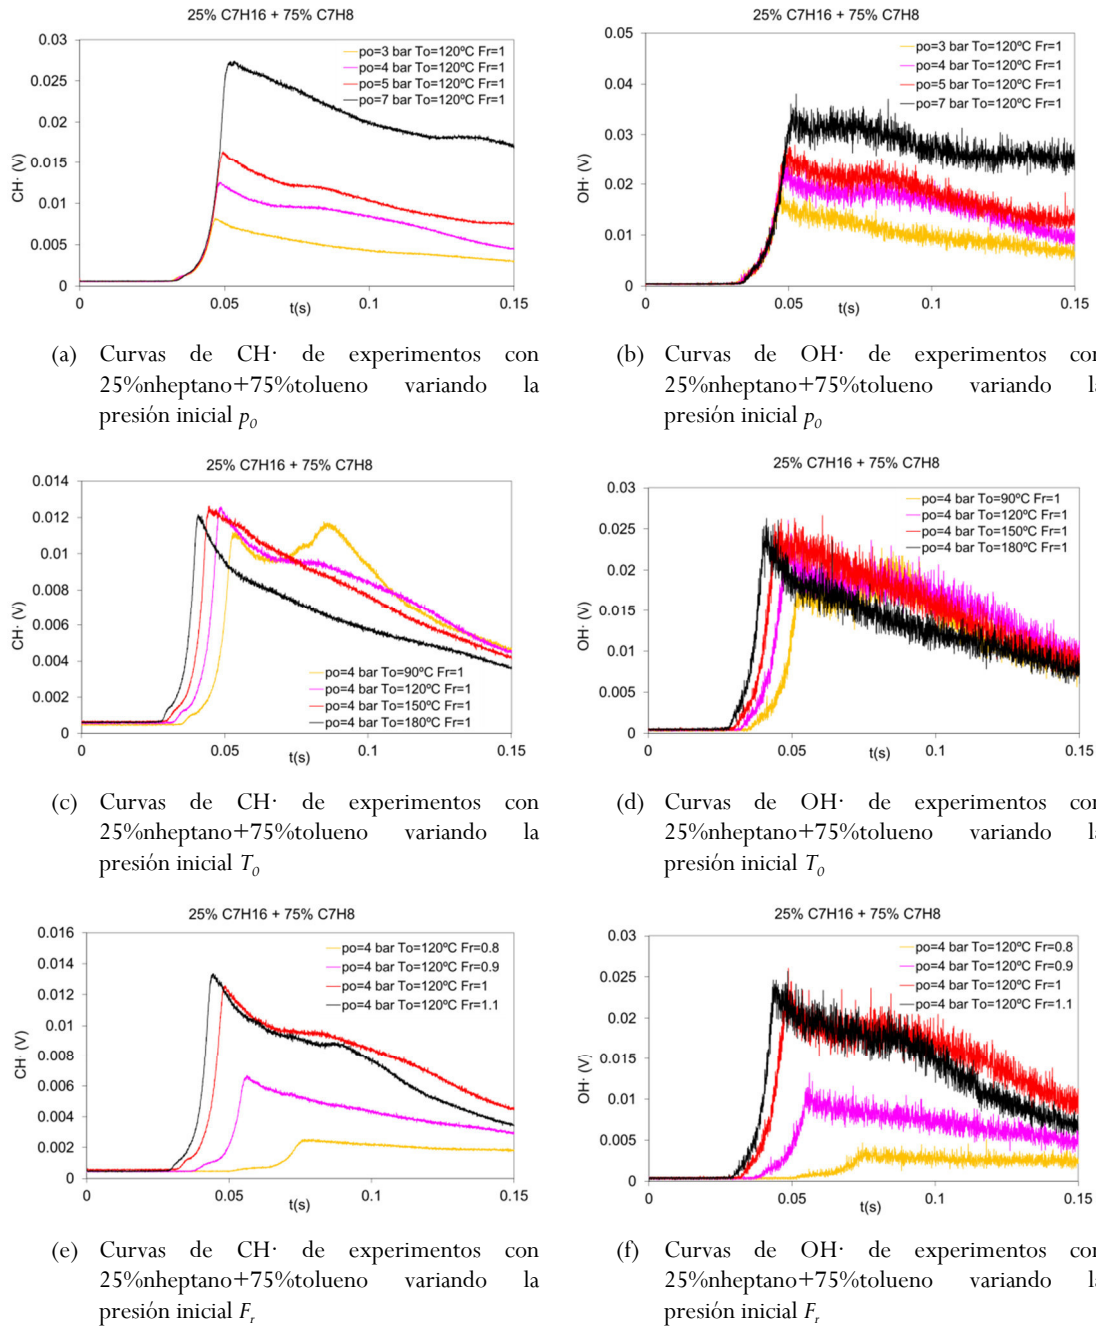 25% C7H16 + 75% C7H8
0.03
0.025
0.02
0.015
0.01
0.005
0
CH· (V)
po=3 bar To=120ºC Fr=1
po=4 bar To=120ºC Fr=1
po=5 bar To=120ºC Fr=1
po=7 bar To=120ºC Fr=1
0
0.05
0.1
0.15
t(s)
25% C7H16 + 75% C7H8
0.05
0.04
0.03
0.02
0.01
0
OH· (V)
po=3 bar To=120ºC Fr=1
po=4 bar To=120ºC Fr=1
po=5 bar To=120ºC Fr=1
po=7 bar To=120ºC Fr=1
0
0.05
0.1
0.15
t(s)
(a) Curvas de CH· de experimentos con
25%nheptano+75%tolueno variando la
presión inicial p0
(b) Curvas de OH· de experimentos con
25%nheptano+75%tolueno variando la
presión inicial p0
25% C7H16 + 75% C7H8
0.014
0.012
0.01
0.008
0.006
0.004
0.002
0
CH· (V)
po=4 bar To=90ºC Fr=1
po=4 bar To=120ºC Fr=1
po=4 bar To=150ºC Fr=1
po=4 bar To=180ºC Fr=1
0
0.05
0.1
0.15
t(s)
25% C7H16 + 75% C7H8
0.03
0.025
0.02
0.015
0.01
0.005
0
OH· (V)
po=4 bar To=90ºC Fr=1
po=4 bar To=120ºC Fr=1
po=4 bar To=150ºC Fr=1
po=4 bar To=180ºC Fr=1
0
0.05
0.1
0.15
t(s)
(c) Curvas de CH· de experimentos con
25%nheptano+75%tolueno variando la
presión inicial T0
(d) Curvas de OH· de experimentos con
25%nheptano+75%tolueno variando la
presión inicial T0
25% C7H16 + 75% C7H8
0.016
0.014
0.012
0.01
0.008
0.006
0.004
0.002
0
CH· (V)
po=4 bar To=120ºC Fr=0.8
po=4 bar To=120ºC Fr=0.9
po=4 bar To=120ºC Fr=1
po=4 bar To=120ºC Fr=1.1
0
0.05
0.1
0.15
t(s)
25% C7H16 + 75% C7H8
0.03
0.025
0.02
0.015
0.01
0.005
0
OH· (V)
po=4 bar To=120ºC Fr=0.8
po=4 bar To=120ºC Fr=0.9
po=4 bar To=120ºC Fr=1
po=4 bar To=120ºC Fr=1.1
0
0.05
0.1
0.15
t(s)
(e) Curvas de CH· de experimentos con
25%nheptano+75%tolueno variando la
presión inicial Fr
(f) Curvas de OH· de experimentos con
25%nheptano+75%tolueno variando la
presión inicial Fr